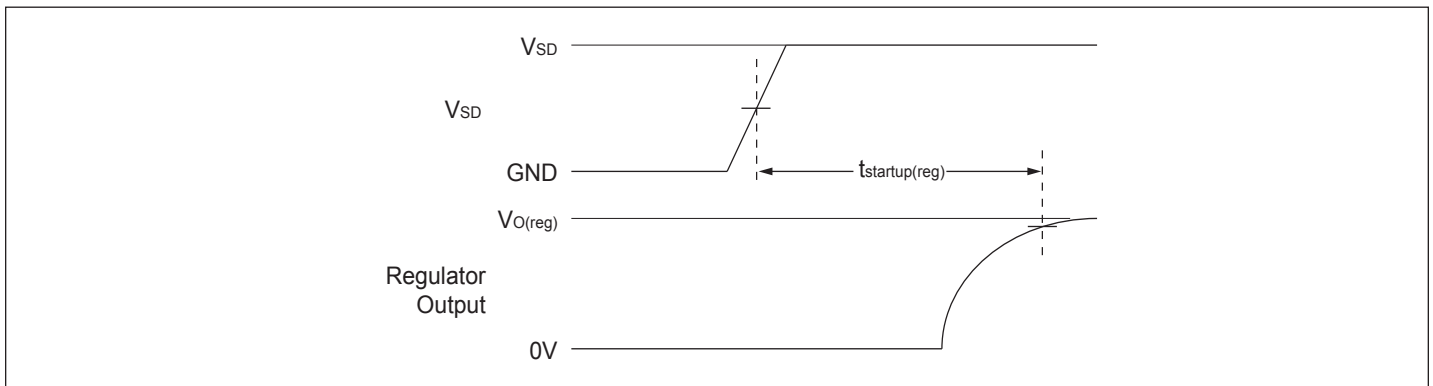 VSD
VSD
GND
tstartup(reg)
VO(reg)
Regulator
Output
0V